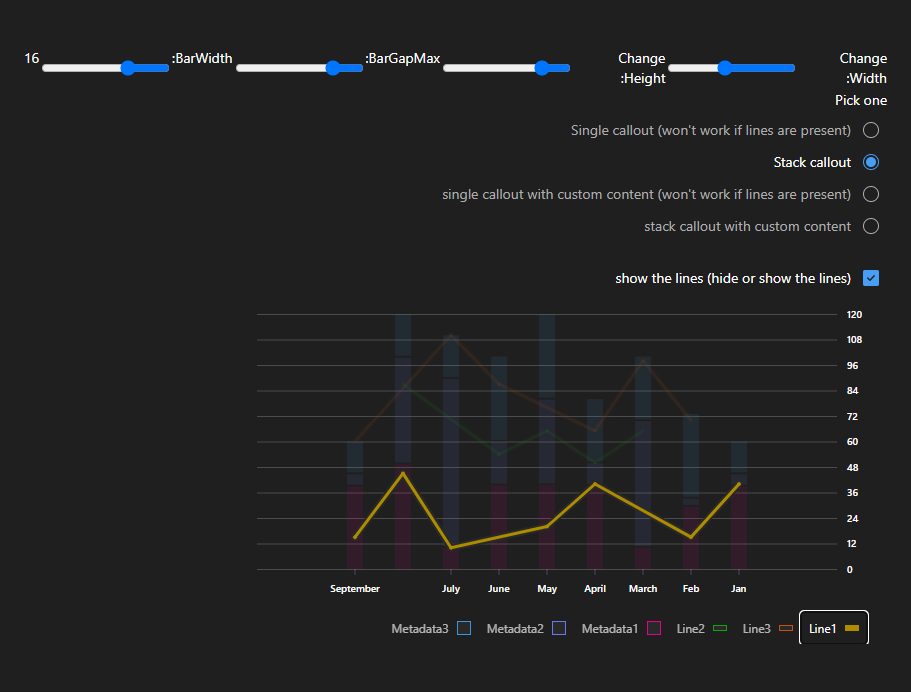 16
:BarWidth
:BarGapMax
Change :Height
Change :Width
Pick one
Single callout (won't work if lines are present)
Stack callout
single callout with custom content (won't work if lines are present)
stack callout with custom content
show the lines (hide or show the lines)
120
108
96
84
72
60
48
36
24
12
0
September July June May April March Feb Jan
Metadata3 Metadata2 Metadata1 Line2 Line3 Line1